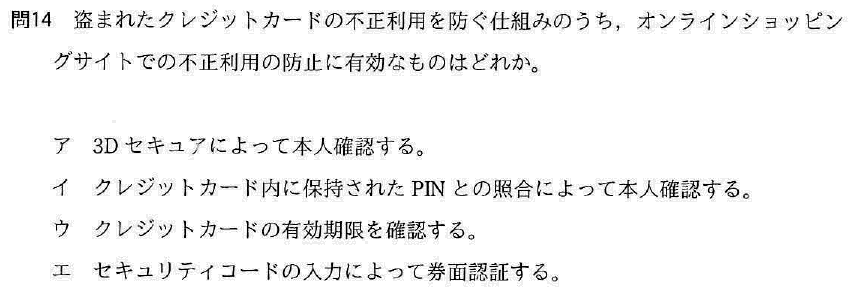 問14 盗まれたクレジットカードの不正利用を防ぐ仕組みのうち，オンラインショッピン
グサイトでの不正利用の防止に有効なものはどれか。
ア 3D セキュアによって本人確認する。
イ クレジットカード内に保持された PIN との照合によって本人確認する。
ウ クレジットカードの有効期限を確認する。
エ セキュリティコードの入力によって券面認証する。